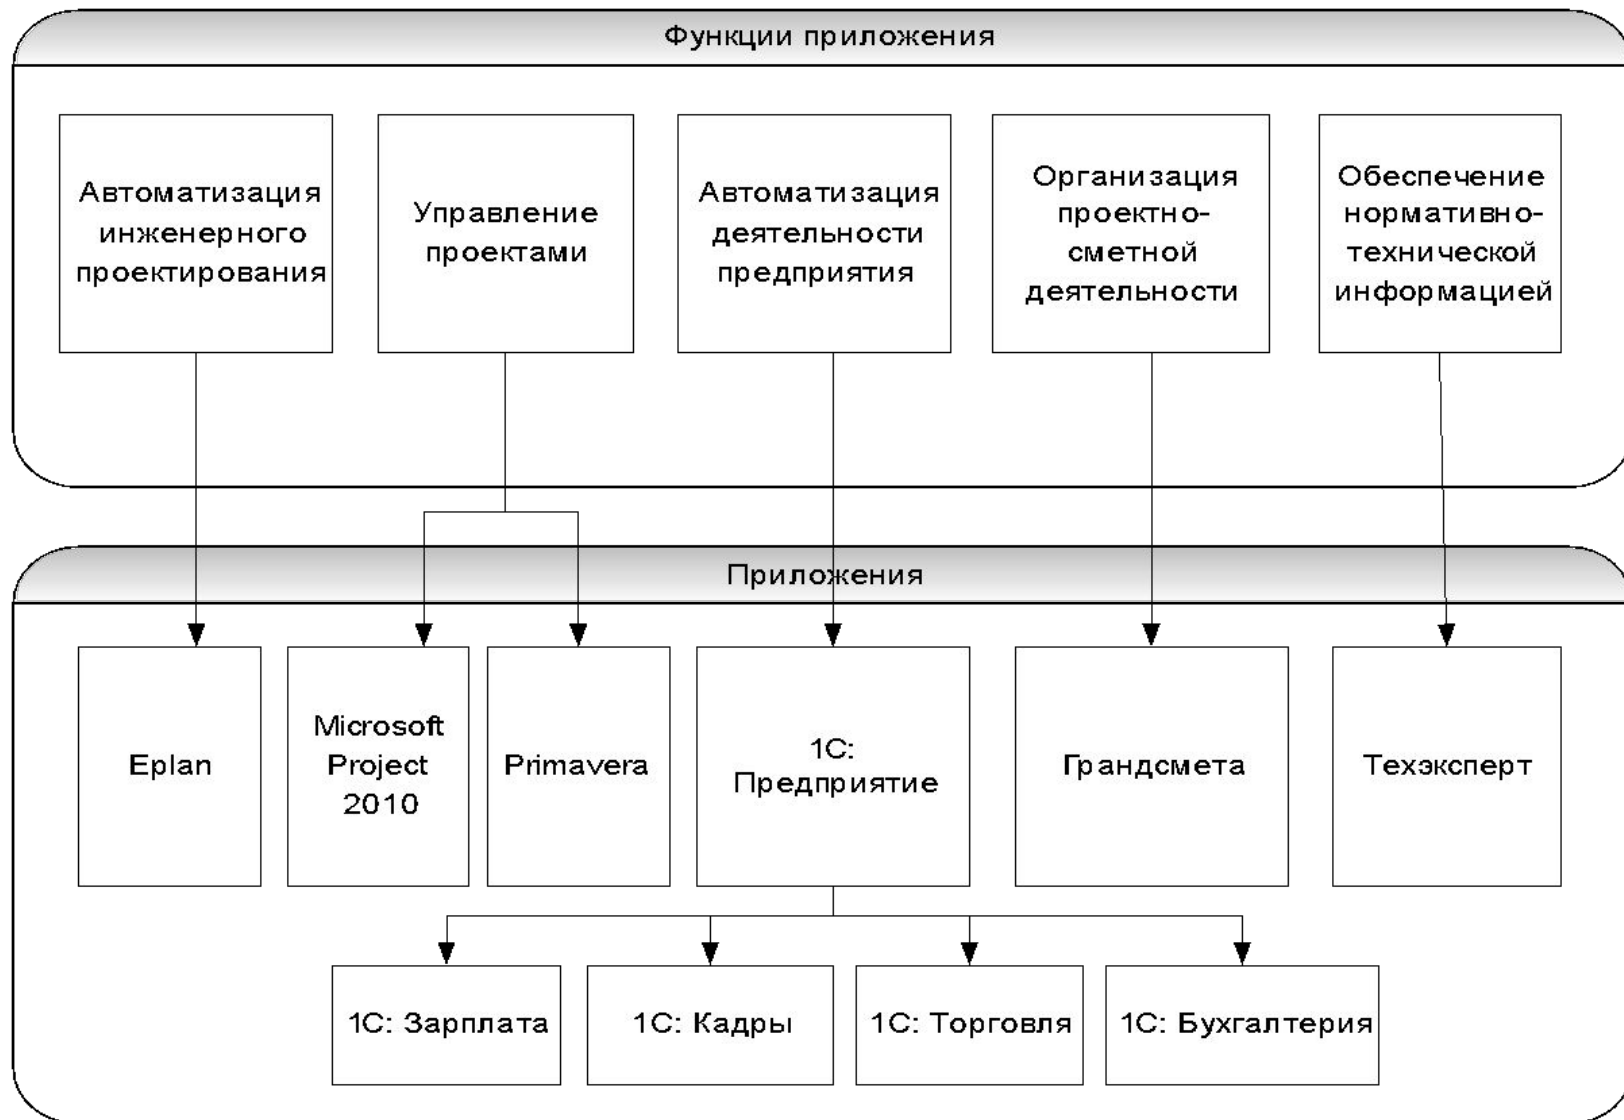 Функции приложения
Автоматизация
инженерного
проектирования
Управление
проектами
Автоматизация
деятельности
предприятия
Организация
проектно-
сметной
деятельности
Обеспечение
нормативно-
технической
информацией
Приложения
Eplan
Microsoft
Project
2010
Primavera
1С:
Предприятие
Грандсмета
Техэксперт
1С: Зарплата
1С: Кадры
1С: Торговля
1С: Бухгалтерия